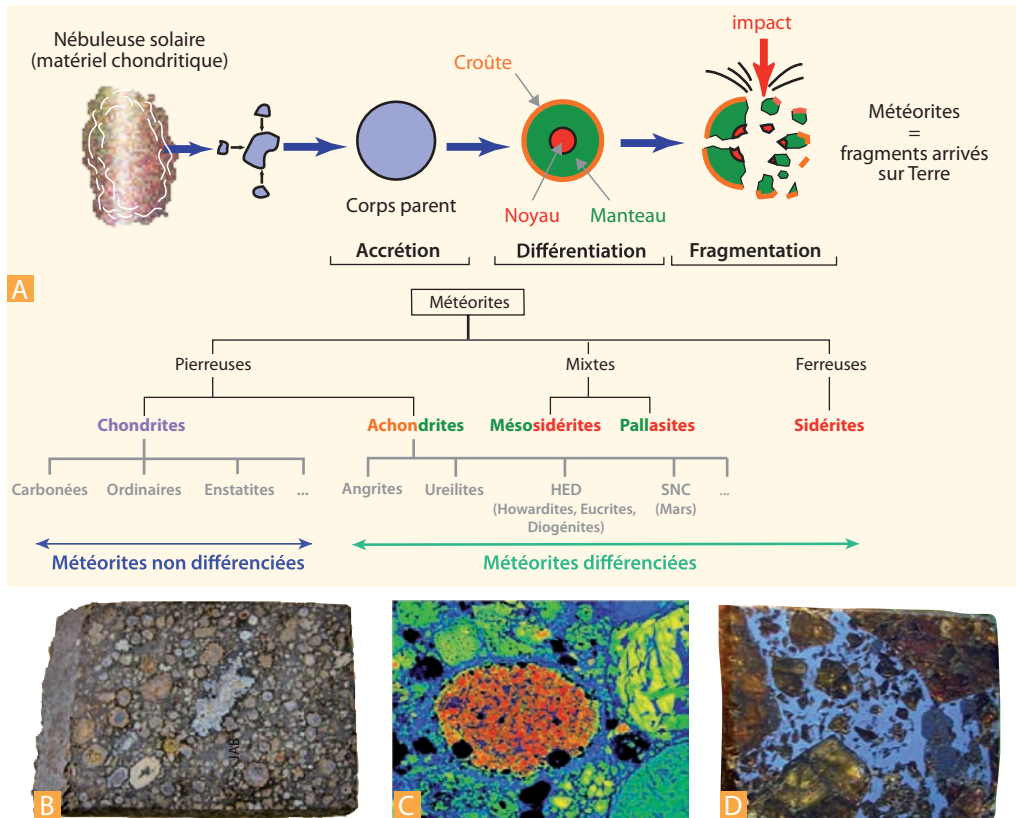 Nébuleuse solaire
(matériel chondritique)
impact
Croûte
Météorites
=
fragments arrivés
sur Terre
Corps parent
Noyau
Manteau
Accrétion
Différentiation
Fragmentation
A
Météorites
Pierreuses
Mixtes
Ferreuses
Chondrites
Achondrites
Mésosidérites
Pallasites
Sidérites
Carbonées
Ordinaires
Enstatites
...
Angrites
Ureilites
HED
(Howardites, Eucrites,
Diogénites)
SNC
(Mars)
...
Météorites non différenciées
Météorites différenciées
JAB
B
C
D